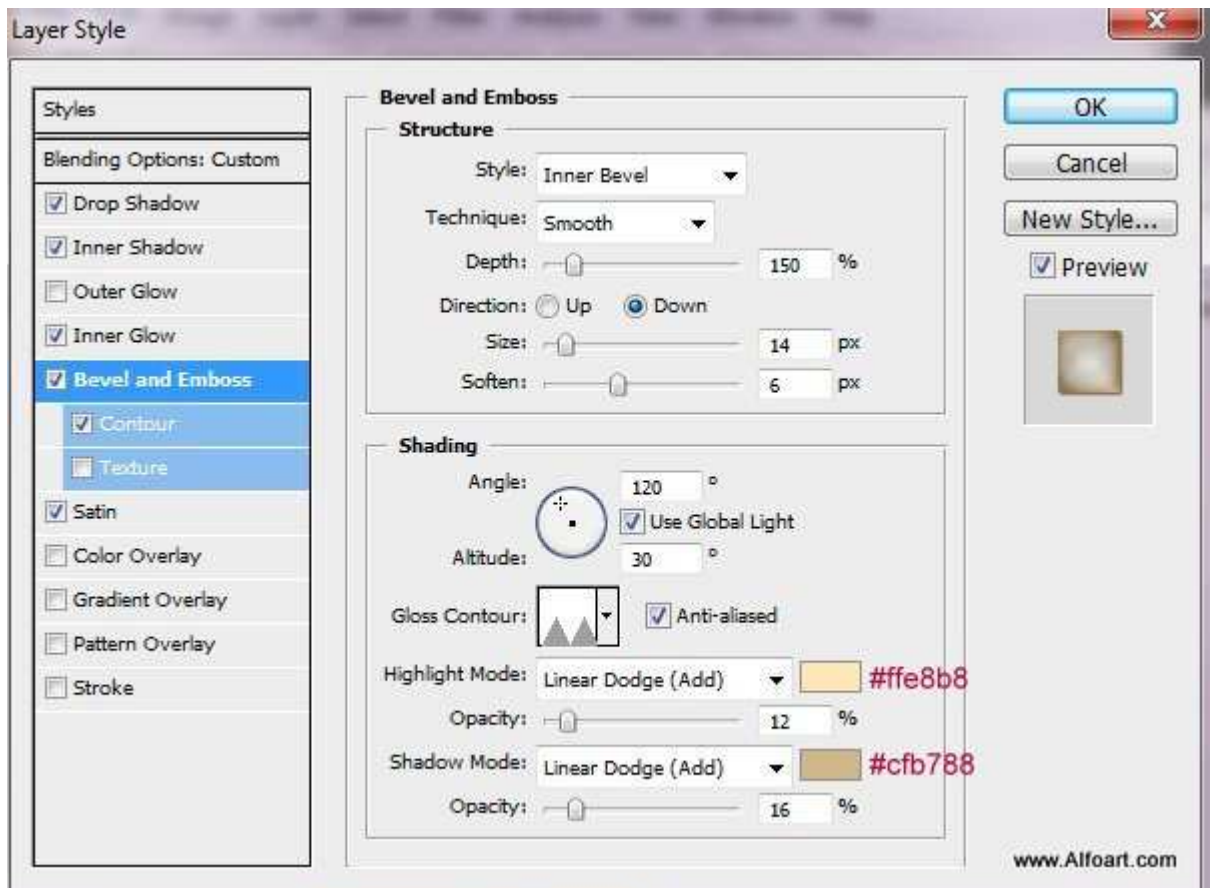 Layer Style
Styles
Blending Options: Custom
Drop Shadow
Inner Shadow
Outer Glow
Inner Glow
Bevel and Emboss
Contour
Texture
Satin
Color Overlay
Gradient Overlay
Pattern Overlay
Stroke
Bevel and Emboss
Structure
Style: Inner Bevel
Technique: Smooth
Depth: 150 %
Direction: Up Down
Size: 14 px
Soften: 6 px
Shading
Angle: 120 °
Use Global Light
Altitude: 30 °
Gloss Contour: Anti-aliased
Highlight Mode: Linear Dodge (Add) #ffe8b8
Opacity: 12 %
Shadow Mode: Linear Dodge (Add) #cfb788
Opacity: 16 %
OK
Cancel
New Style...
Preview
www.Alfoart.com